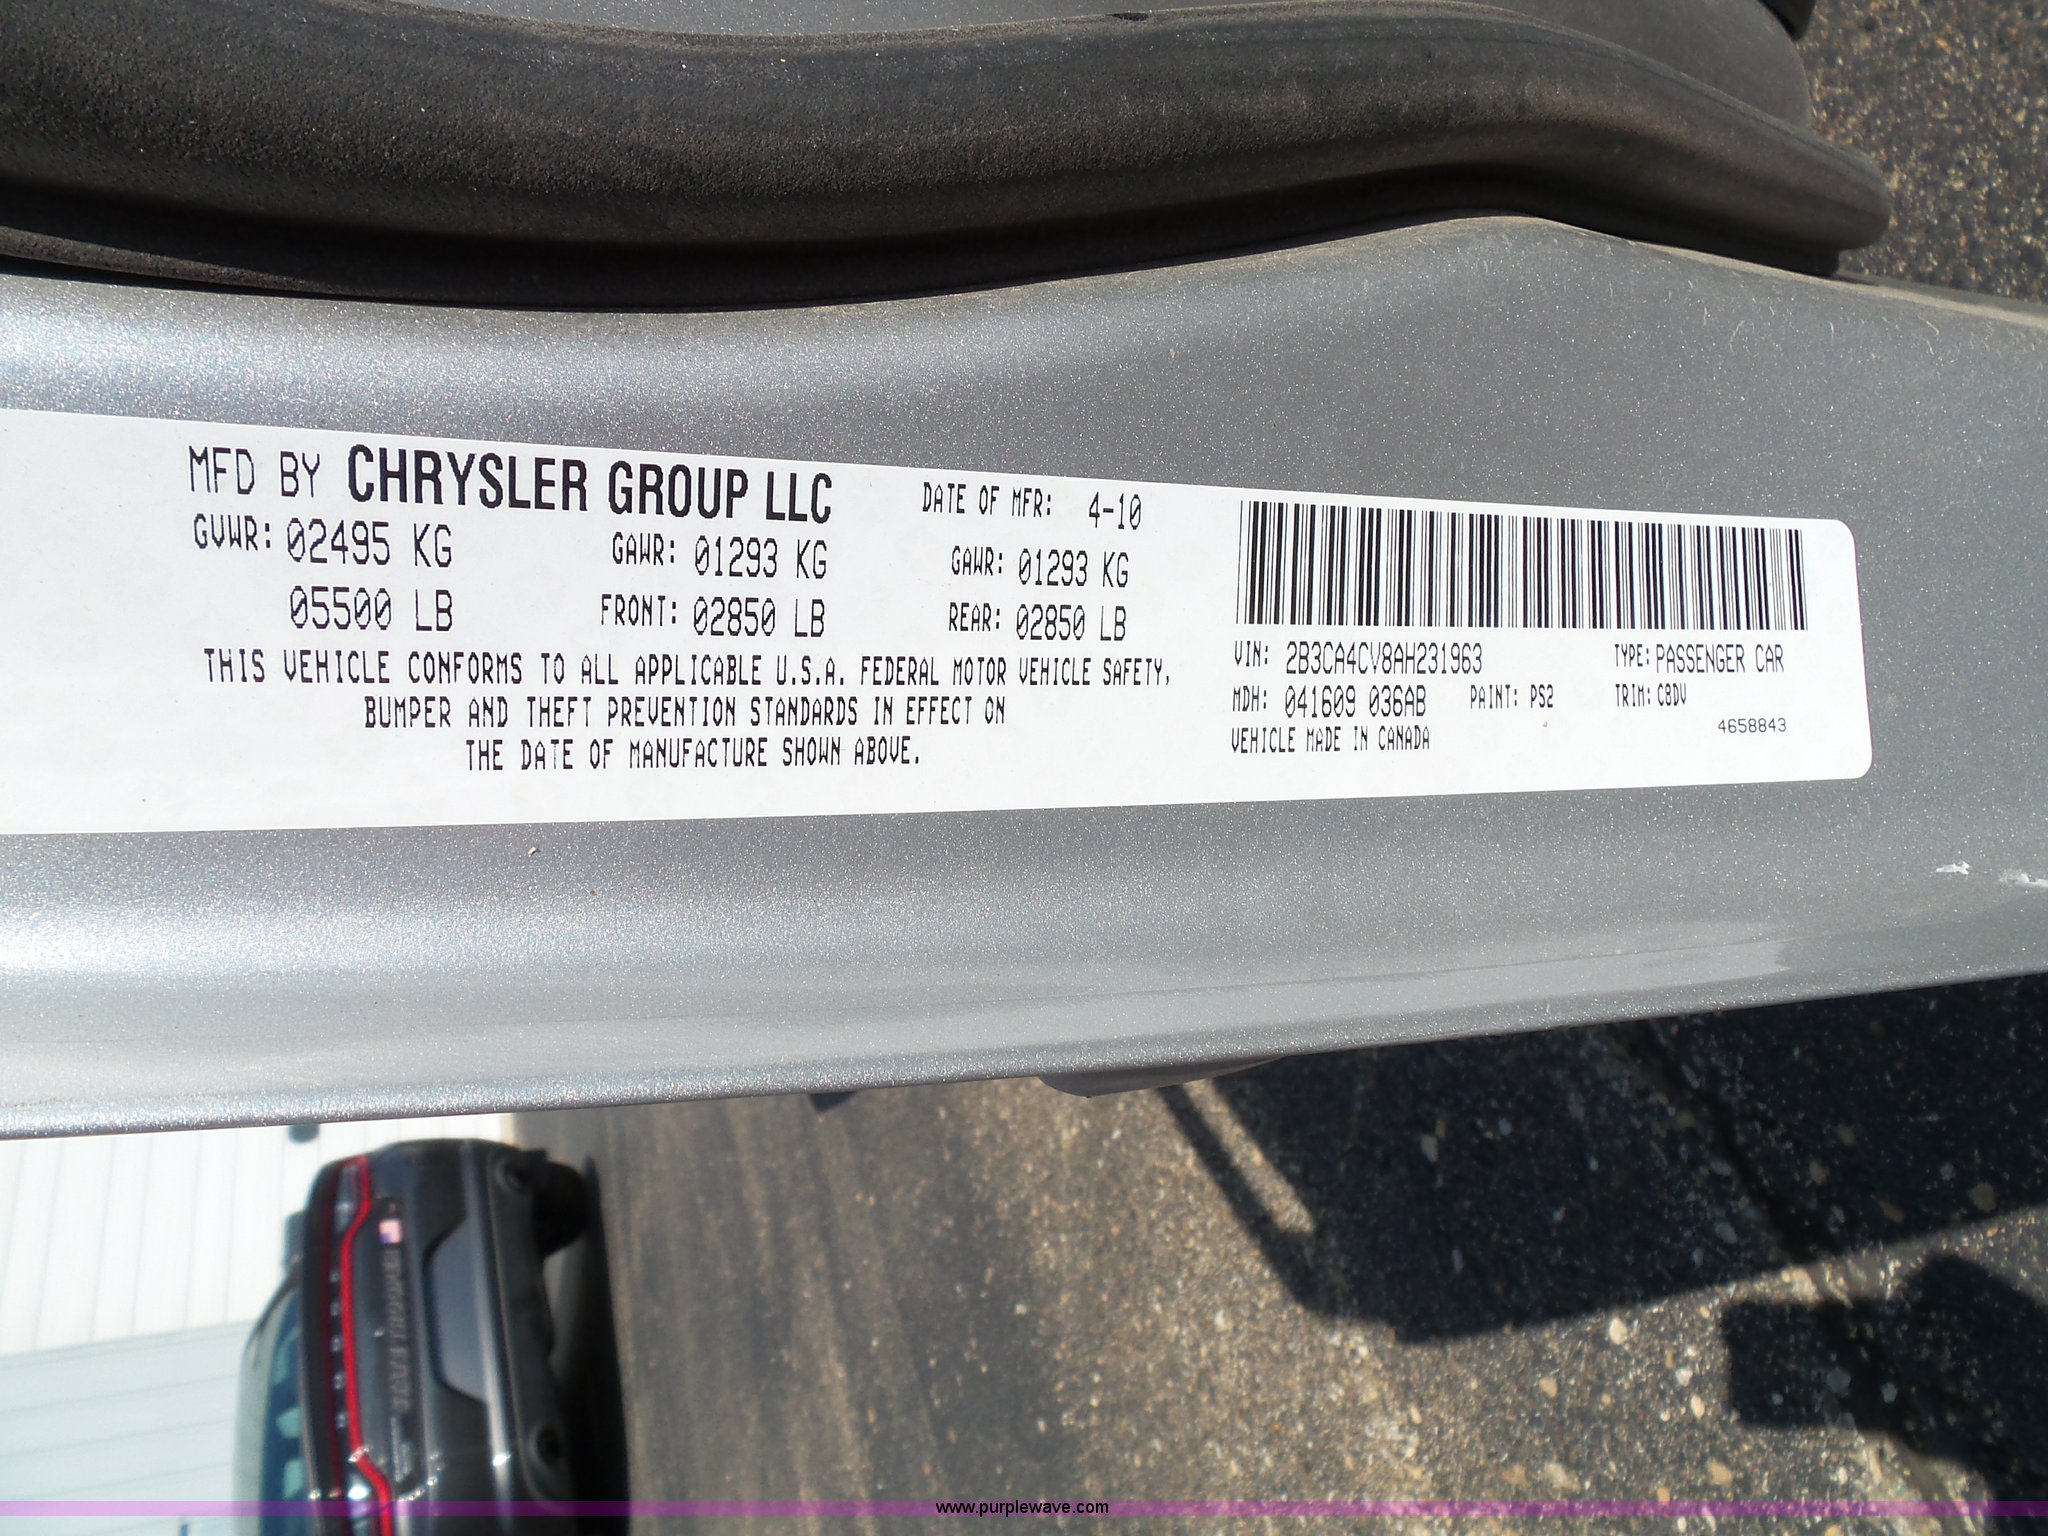 MFD BY CHRYSLER GROUP LLC
DATE OF MFR: 4-10
GVWR: 02495 KG
GAWR: 01293 KG
GAWR: 01293 KG
05500 LB
FRONT: 02850 LB
REAR: 02850 LB
THIS VEHICLE CONFORMS TO ALL APPLICABLE U.S.A. FEDERAL MOTOR VEHICLE SAFETY,
BUMPER AND THEFT PREVENTION STANDARDS IN EFFECT ON
THE DATE OF MANUFACTURE SHOWN ABOVE.
VIN: 2B3CA4CV8AH231963
TYPE: PASSENGER CAR
MDH: 041609 036AB
PAINT: PS2
TRIM: C8DV
VEHICLE MADE IN CANADA
4658843
www.purplewave.com